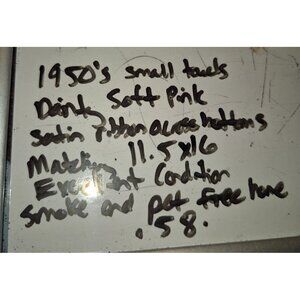 1950's small towels
Dainty Soft Pink
Satin Ribbon across bottoms
Matching 11.5x16
Excellent Condition
smoke and pet free home
.58.